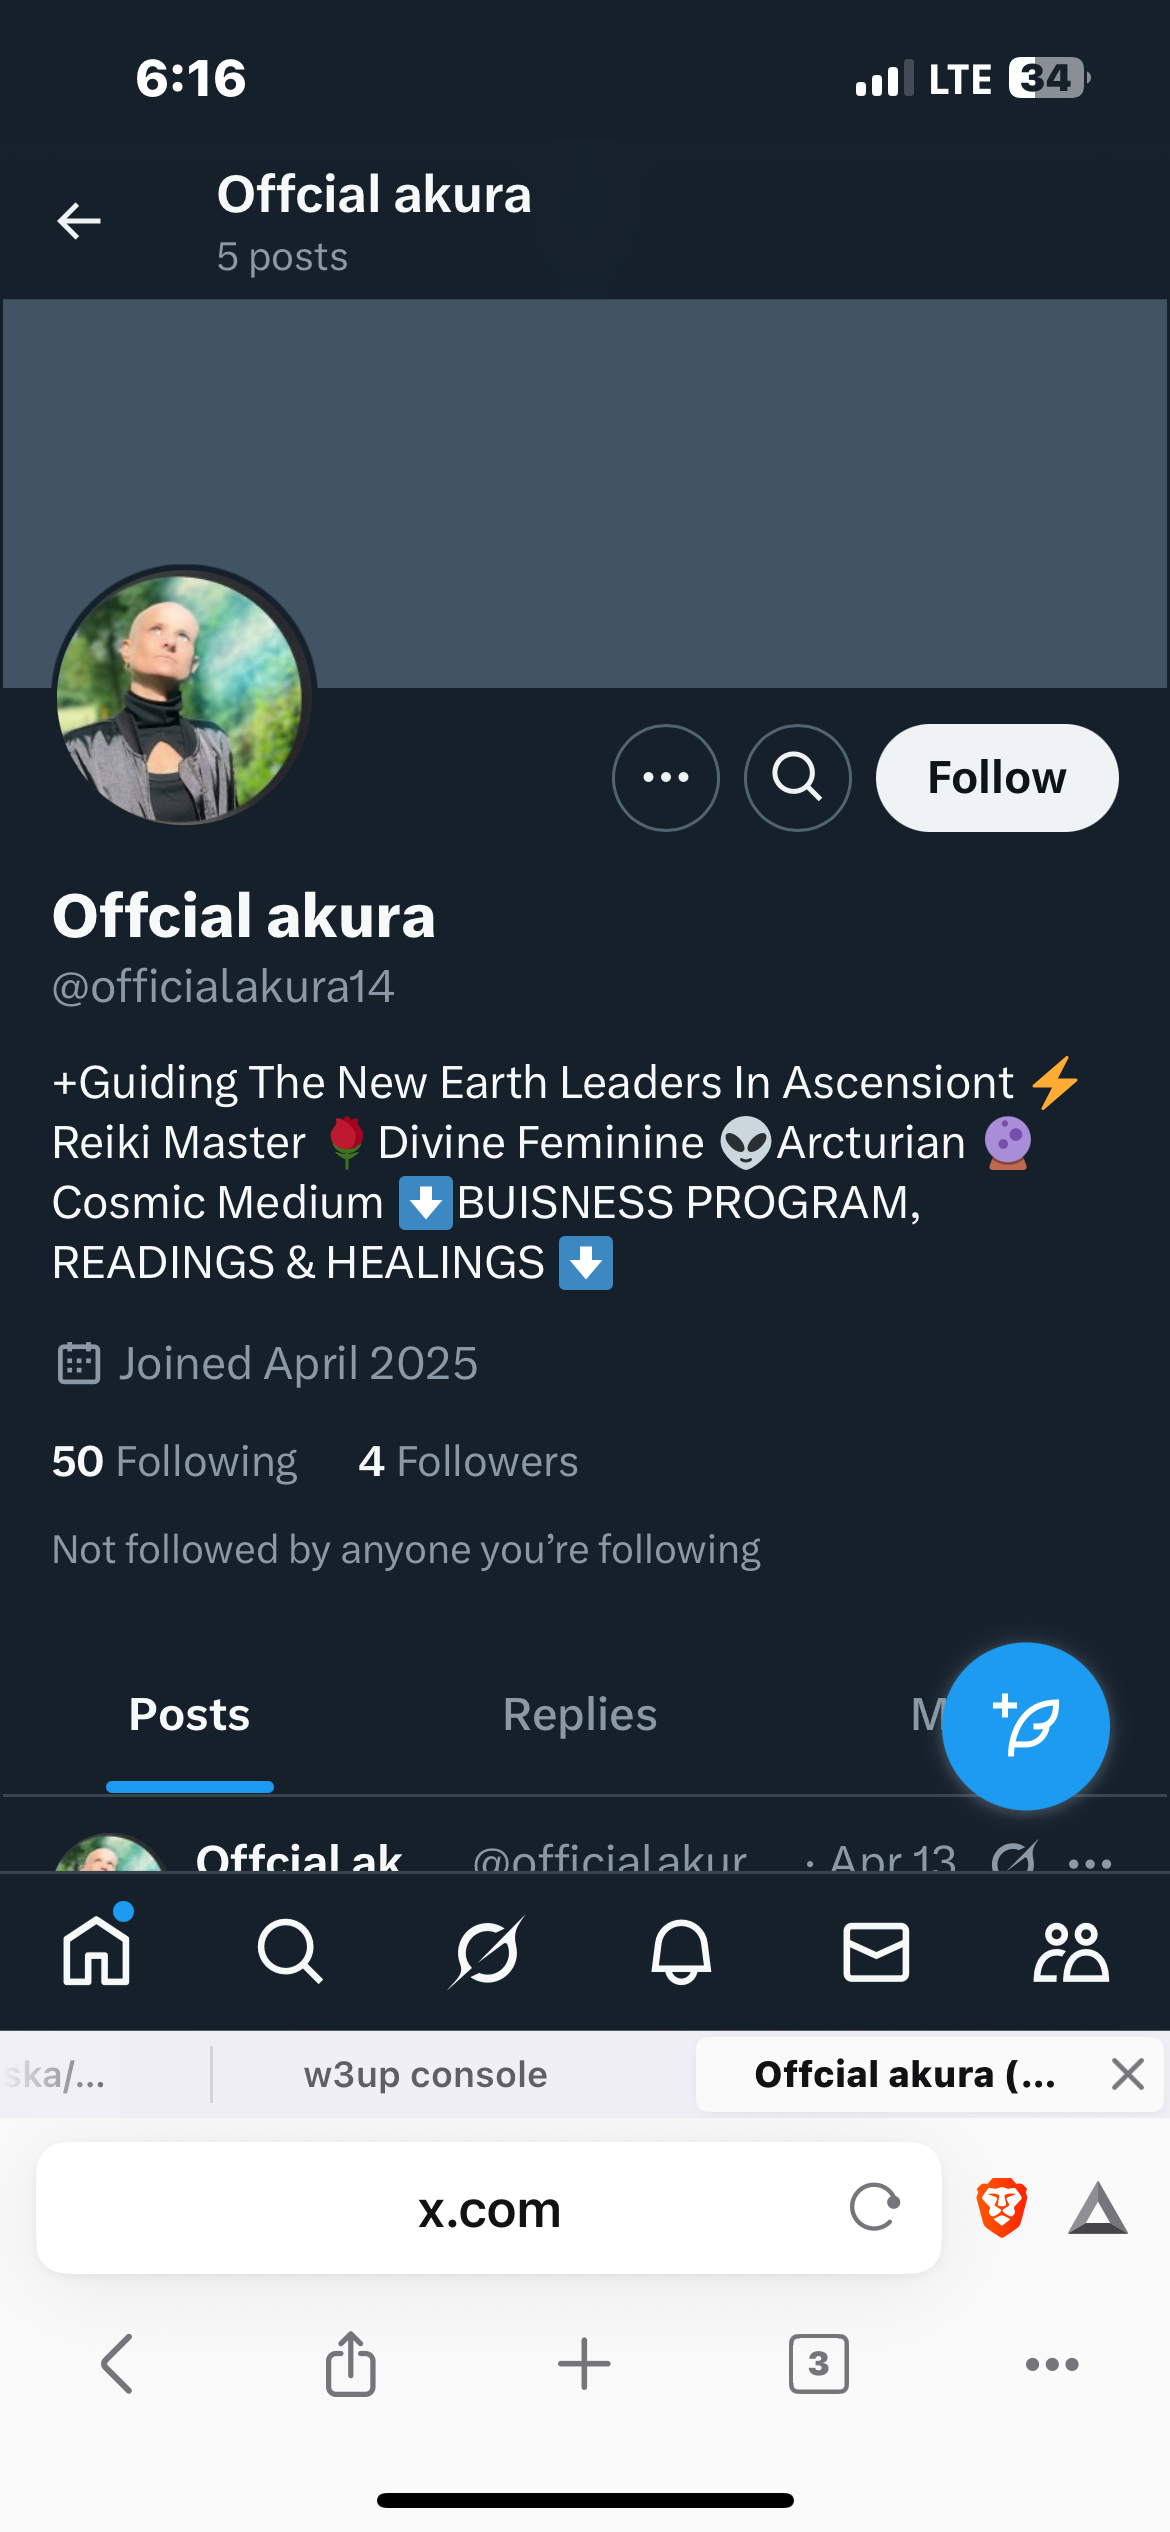 6:16
LTE 34
Offcial akura
5 posts
Follow
Offcial akura
@officialakura14
+Guiding The New Earth Leaders In Ascensiont ⚡
Reiki Master 🌹 Divine Feminine 👽Arcturian 🔮
Cosmic Medium ⬇️BUISNESS PROGRAM,
READINGS & HEALINGS ⬇️
Joined April 2025
50 Following 4 Followers
Not followed by anyone you’re following
Posts Replies M
Offcial ak @officialakur · Apr 13
ska/... w3up console Offcial akura (...
x.com
3